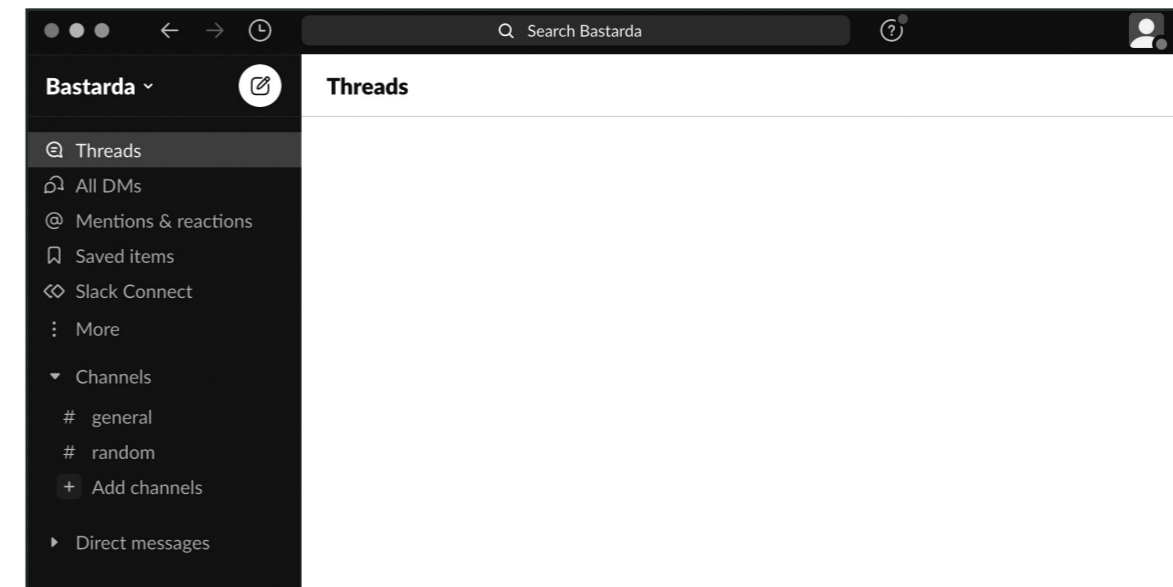 Search Bastarda
Bastarda
Threads
Threads
All DMs
@ Mentions & reactions
Saved items
Slack Connect
More
Channels
# general
# random
+ Add channels
Direct messages